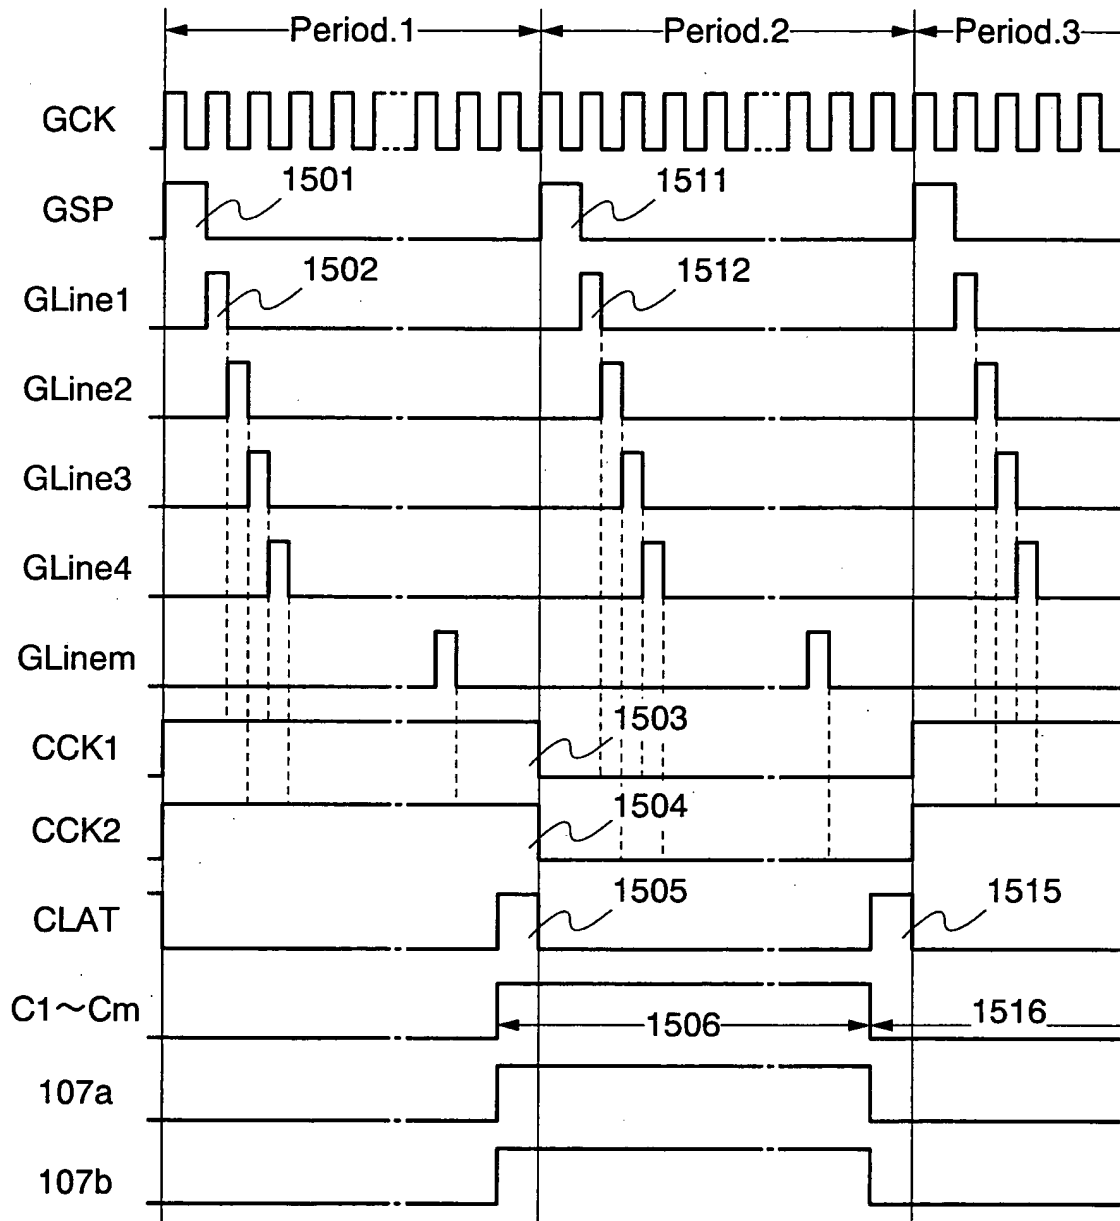 Period.1 Period.2 Period.3
GCK
GSP 1501 1511
GLine1 1502 1512
GLine2
GLine3
GLine4
GLinem
CCK1 1503
CCK2 1504
CLAT 1505 1515
C1～Cm 1506 1516
107a
107b